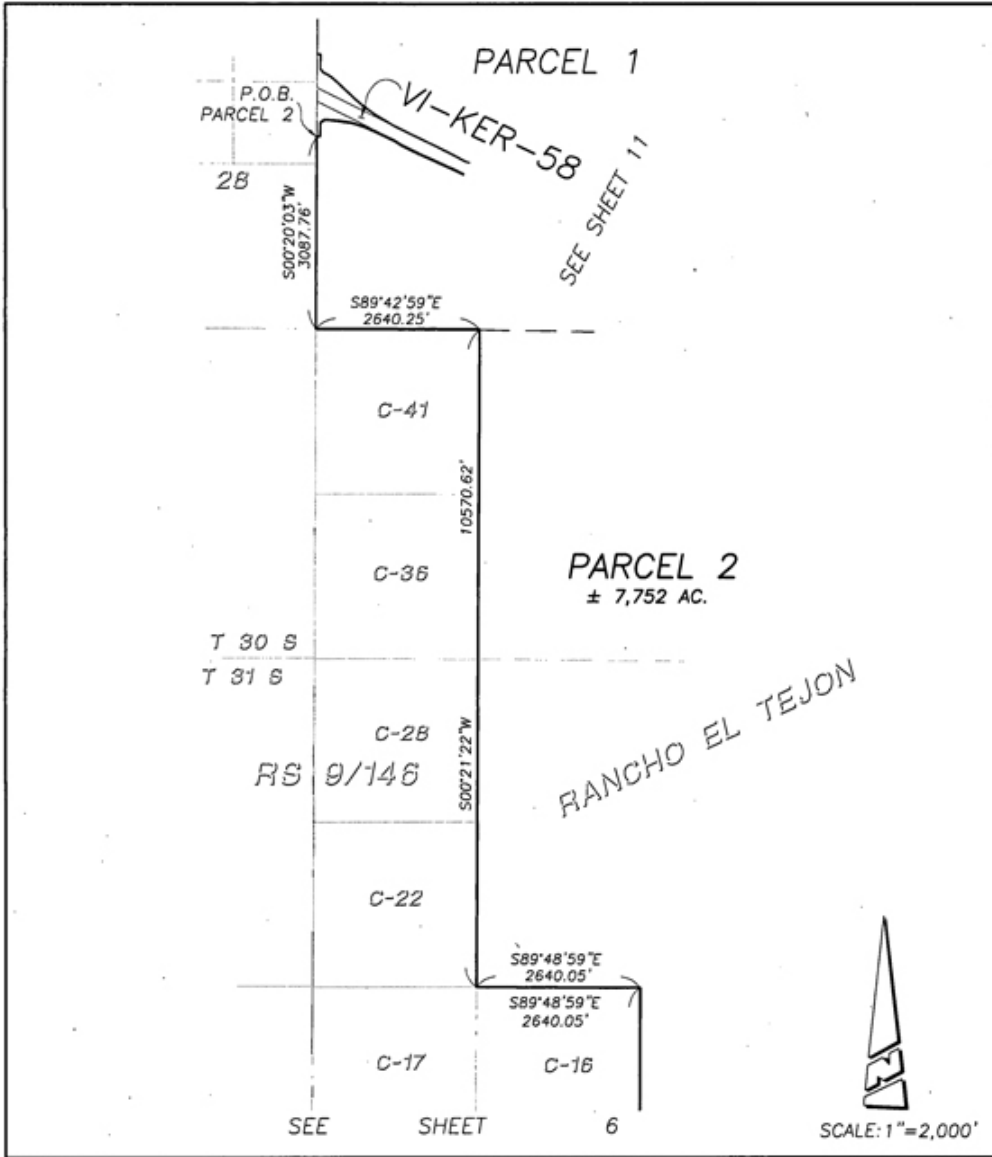 PARCEL 1
P.O.B.
PARCEL 2
VI-KER-58
28
SEE SHEET 11
S00°20'03"W
3087.76'
S89°42'59"E
2640.25'
C-41
10570.62'
C-36
PARCEL 2
± 7,752 AC.
T 30 S
T 31 S
C-28
RS 9/146
S00°21'22"W
RANCHO EL TEJON
C-22
S89°48'59"E
2640.05'
S89°48'59"E
2640.05'
C-17
C-16
N
SEE SHEET 6
SCALE: 1"=2,000'